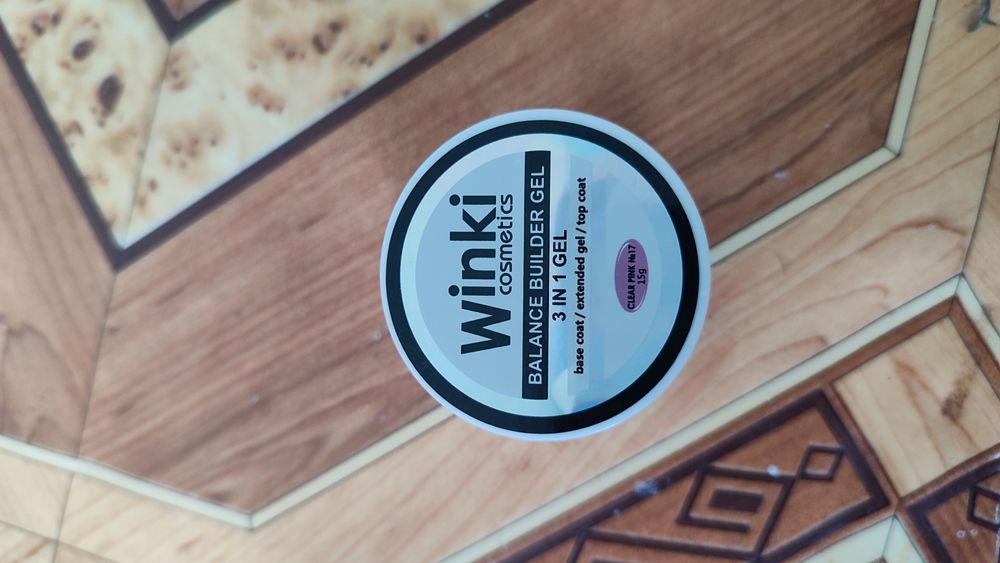 Winki
cosmetics
BALANCE BUILDER GEL
3 IN 1 GEL
base coat / extended gel / top coat
CLEAR PINK №17
15g